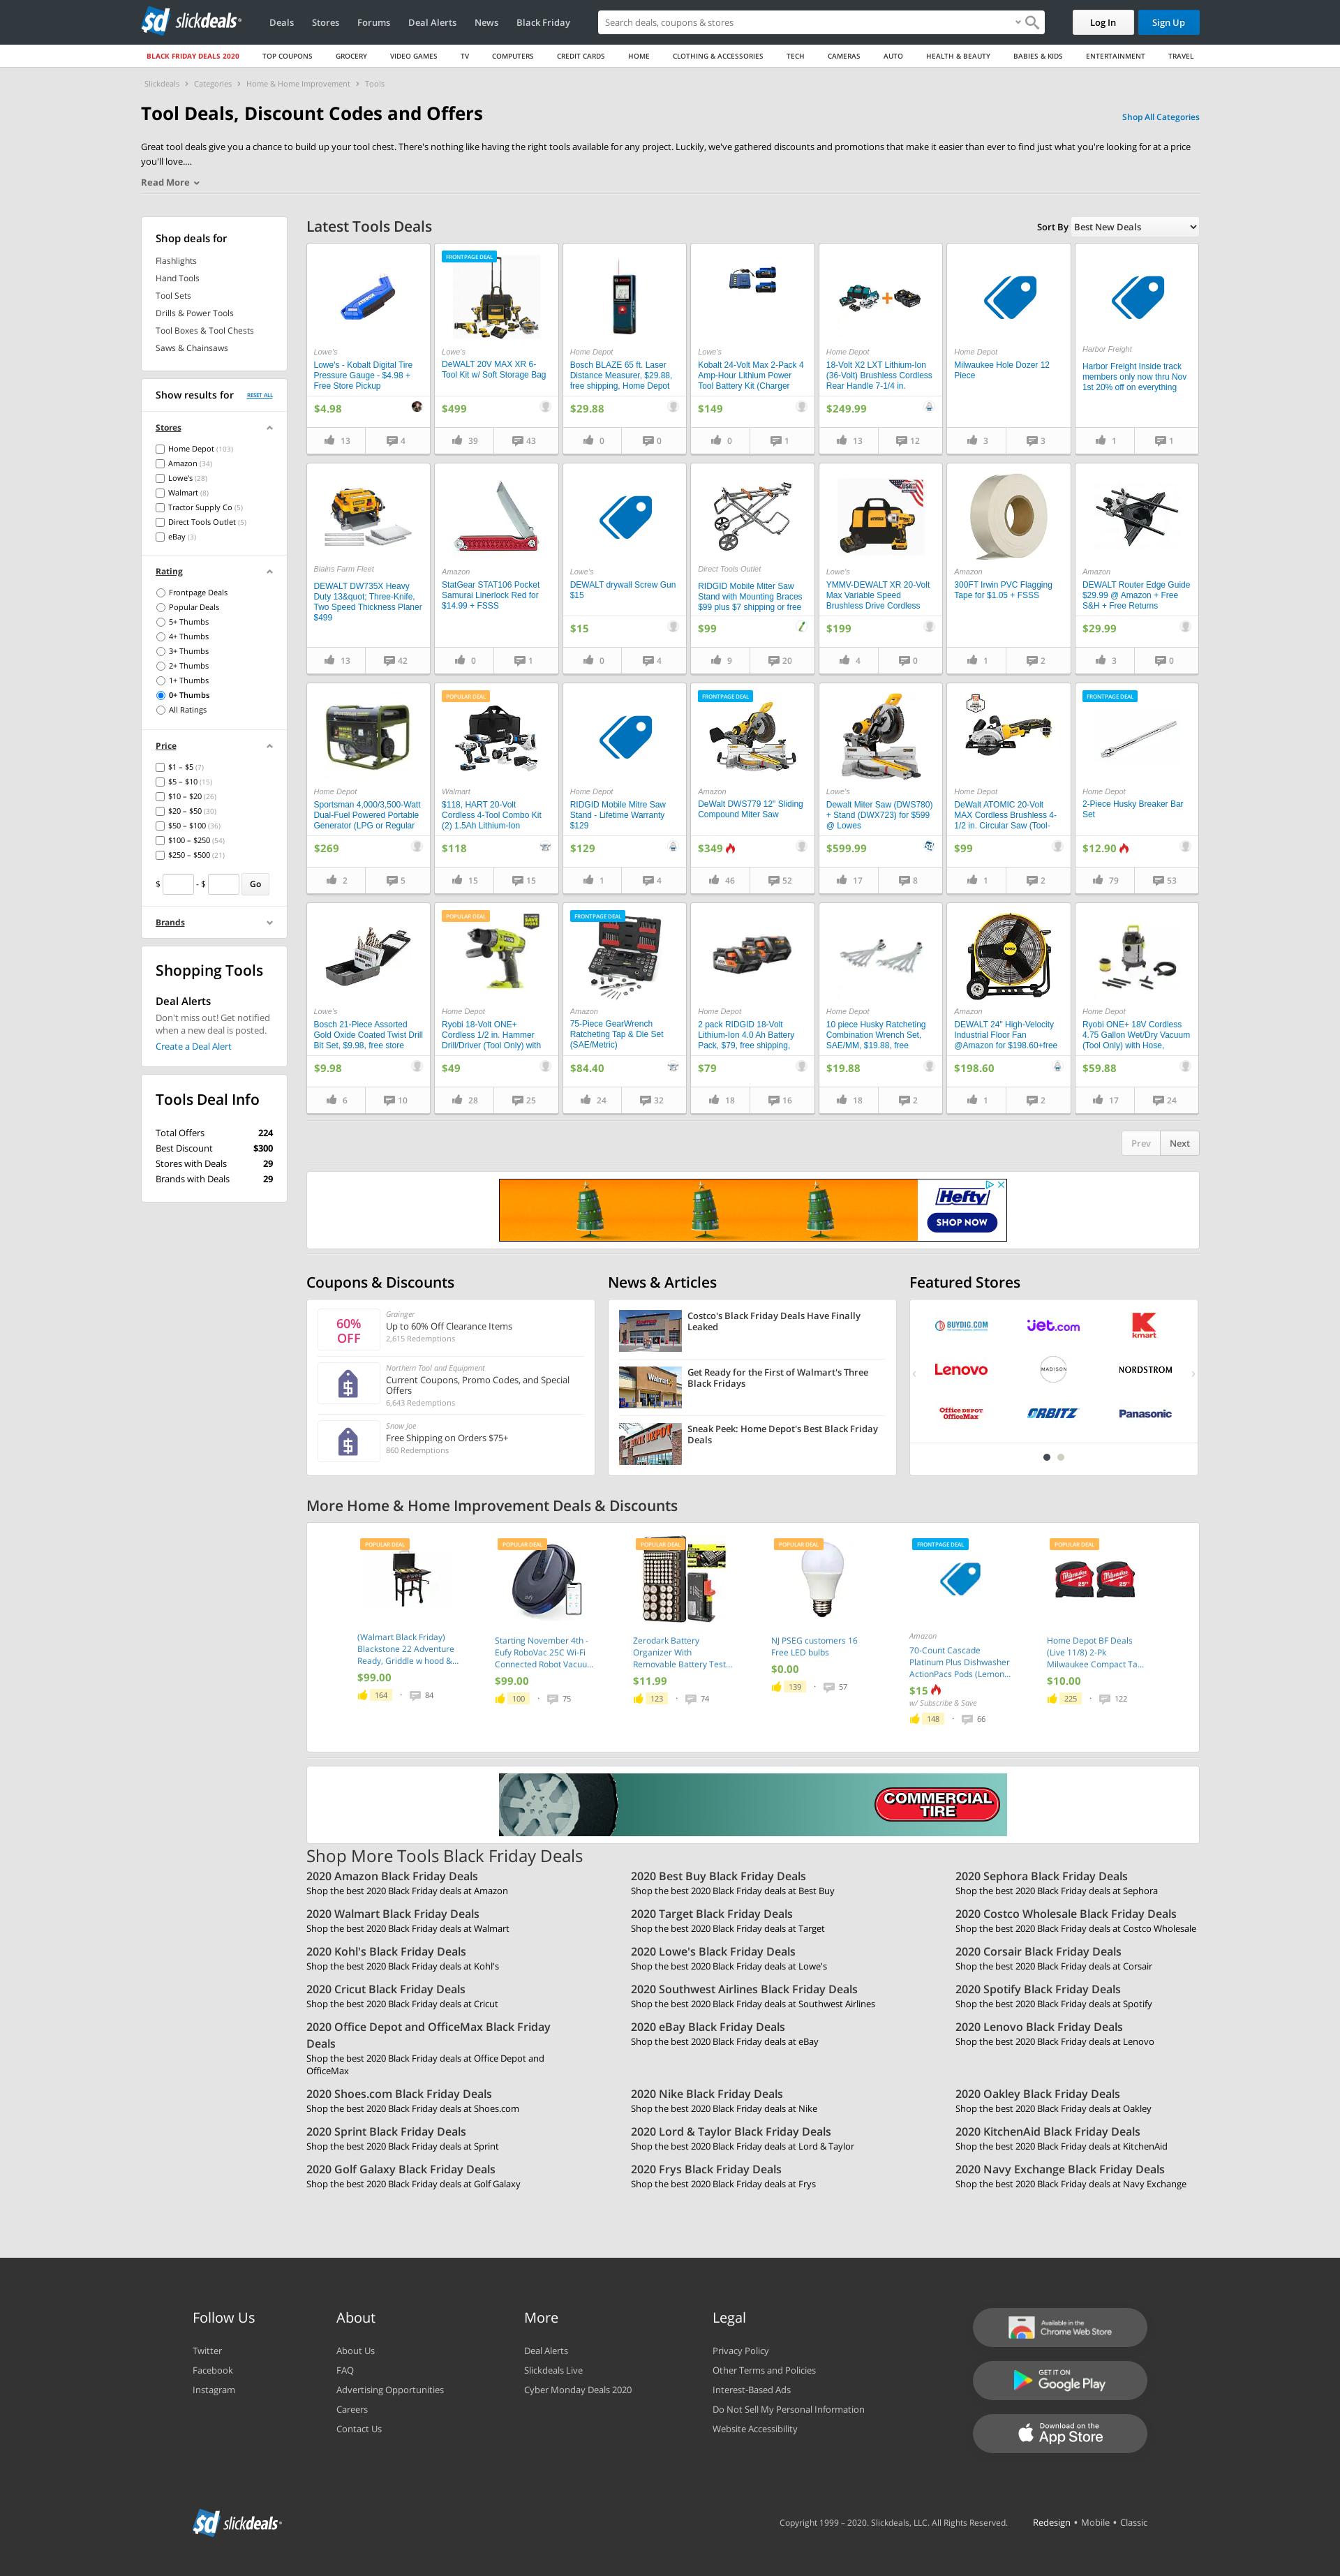 slickdeals
Deals
Stores
Forums
Deal Alerts
News
Black Friday
Search deals, coupons & stores
Log In
Sign Up
BLACK FRIDAY DEALS 2020
TOP COUPONS
GROCERY
VIDEO GAMES
TV
COMPUTERS
CREDIT CARDS
HOME
CLOTHING & ACCESSORIES
TECH
CAMERAS
AUTO
HEALTH & BEAUTY
BABIES & KIDS
ENTERTAINMENT
TRAVEL
Slickdeals › Categories › Home & Home Improvement › Tools
Tool Deals, Discount Codes and Offers
Shop All Categories
Great tool deals give you a chance to build up your tool chest. There's nothing like having the right tools available for any project. Luckily, we've gathered discounts and promotions that make it easier than ever to find just what you're looking for at a price
you'll love....
Read More
Shop deals for
Flashlights
Hand Tools
Tool Sets
Drills & Power Tools
Tool Boxes & Tool Chests
Saws & Chainsaws
Show results for
RESET ALL
Stores
Home Depot (103)
Amazon (34)
Lowe's (28)
Walmart (8)
Tractor Supply Co (5)
Direct Tools Outlet (5)
eBay (3)
Rating
Frontpage Deals
Popular Deals
5+ Thumbs
4+ Thumbs
3+ Thumbs
2+ Thumbs
1+ Thumbs
0+ Thumbs
All Ratings
Price
$1 – $5 (7)
$5 – $10 (15)
$10 – $20 (26)
$20 – $50 (30)
$50 – $100 (36)
$100 – $250 (54)
$250 – $500 (21)
$ - $ Go
Brands
Shopping Tools
Deal Alerts
Don't miss out! Get notified
when a new deal is posted.
Create a Deal Alert
Tools Deal Info
Total Offers 224
Best Discount $300
Stores with Deals 29
Brands with Deals 29
Latest Tools Deals
Sort By Best New Deals
Lowe's
Lowe's - Kobalt Digital Tire
Pressure Gauge - $4.98 +
Free Store Pickup
$4.98
13 4
FRONTPAGE DEAL
Lowe's
DeWALT 20V MAX XR 6-
Tool Kit w/ Soft Storage Bag
$499
39 43
Home Depot
Bosch BLAZE 65 ft. Laser
Distance Measurer, $29.88,
free shipping, Home Depot
$29.88
0 0
Lowe's
Kobalt 24-Volt Max 2-Pack 4
Amp-Hour Lithium Power
Tool Battery Kit (Charger
$149
0 1
Home Depot
18-Volt X2 LXT Lithium-Ion
(36-Volt) Brushless Cordless
Rear Handle 7-1/4 in.
$249.99
13 12
Home Depot
Milwaukee Hole Dozer 12
Piece
3 3
Harbor Freight
Harbor Freight Inside track
members only now thru Nov
1st 20% off on everything
1 1
Blains Farm Fleet
DEWALT DW735X Heavy
Duty 13&quot; Three-Knife,
Two Speed Thickness Planer
$499
13 42
Amazon
StatGear STAT106 Pocket
Samurai Linerlock Red for
$14.99 + FSSS
0 1
Lowe's
DEWALT drywall Screw Gun
$15
$15
0 4
Direct Tools Outlet
RIDGID Mobile Miter Saw
Stand with Mounting Braces
$99 plus $7 shipping or free
$99
9 20
USA
Lowe's
YMMV-DEWALT XR 20-Volt
Max Variable Speed
Brushless Drive Cordless
$199
4 0
Amazon
300FT Irwin PVC Flagging
Tape for $1.05 + FSSS
1 2
Amazon
DEWALT Router Edge Guide
$29.99 @ Amazon + Free
S&H + Free Returns
$29.99
3 0
Home Depot
Sportsman 4,000/3,500-Watt
Dual-Fuel Powered Portable
Generator (LPG or Regular
$269
2 5
POPULAR DEAL
Walmart
$118, HART 20-Volt
Cordless 4-Tool Combo Kit
(2) 1.5Ah Lithium-Ion
$118
15 15
Home Depot
RIDGID Mobile Mitre Saw
Stand - Lifetime Warranty
$129
$129
1 4
FRONTPAGE DEAL
Amazon
DeWalt DWS779 12" Sliding
Compound Miter Saw
$349
46 52
Lowe's
Dewalt Miter Saw (DWS780)
+ Stand (DWX723) for $599
@ Lowes
$599.99
17 8
Home Depot
DeWalt ATOMIC 20-Volt
MAX Cordless Brushless 4-
1/2 in. Circular Saw (Tool-
$99
1 2
FRONTPAGE DEAL
Home Depot
2-Piece Husky Breaker Bar
Set
$12.90
79 53
Lowe's
Bosch 21-Piece Assorted
Gold Oxide Coated Twist Drill
Bit Set, $9.98, free store
$9.98
6 10
POPULAR DEAL
Home Depot
Ryobi 18-Volt ONE+
Cordless 1/2 in. Hammer
Drill/Driver (Tool Only) with
$49
28 25
FRONTPAGE DEAL
Amazon
75-Piece GearWrench
Ratcheting Tap & Die Set
(SAE/Metric)
$84.40
24 32
Home Depot
2 pack RIDGID 18-Volt
Lithium-Ion 4.0 Ah Battery
Pack, $79, free shipping,
$79
18 16
Home Depot
10 piece Husky Ratcheting
Combination Wrench Set,
SAE/MM, $19.88, free
$19.88
18 2
Amazon
DEWALT 24" High-Velocity
Industrial Floor Fan
@Amazon for $198.60+free
$198.60
1 2
Home Depot
Ryobi ONE+ 18V Cordless
4.75 Gallon Wet/Dry Vacuum
(Tool Only) with Hose,
$59.88
17 24
Prev Next
Hefty
SHOP NOW
Coupons & Discounts
60%
OFF
Grainger
Up to 60% Off Clearance Items
2,615 Redemptions
Northern Tool and Equipment
Current Coupons, Promo Codes, and Special
Offers
6,643 Redemptions
Snow Joe
Free Shipping on Orders $75+
860 Redemptions
News & Articles
Costco's Black Friday Deals Have Finally
Leaked
Walmart
Get Ready for the First of Walmart's Three
Black Fridays
Sneak Peek: Home Depot's Best Black Friday
Deals
Featured Stores
BUYDIG.COM
jet.com
kmart
Lenovo
MADISON
NORDSTROM
Office DEPOT
OfficeMax
ORBITZ
Panasonic
More Home & Home Improvement Deals & Discounts
POPULAR DEAL
(Walmart Black Friday)
Blackstone 22 Adventure
Ready, Griddle w hood &...
$99.00
164 · 84
POPULAR DEAL
Starting November 4th -
Eufy RoboVac 25C Wi-Fi
Connected Robot Vacuu...
$99.00
100 · 75
POPULAR DEAL
Zerodark Battery
Organizer With
Removable Battery Test...
$11.99
123 · 74
POPULAR DEAL
NJ PSEG customers 16
Free LED bulbs
$0.00
139 · 57
FRONTPAGE DEAL
Amazon
70-Count Cascade
Platinum Plus Dishwasher
ActionPacs Pods (Lemon...
$15
w/ Subscribe & Save
148 · 66
POPULAR DEAL
Milwaukee
Home Depot BF Deals
(Live 11/8) 2-Pk
Milwaukee Compact Ta...
$10.00
225 · 122
COMMERCIAL
TIRE
Shop More Tools Black Friday Deals
2020 Amazon Black Friday Deals
Shop the best 2020 Black Friday deals at Amazon
2020 Best Buy Black Friday Deals
Shop the best 2020 Black Friday deals at Best Buy
2020 Sephora Black Friday Deals
Shop the best 2020 Black Friday deals at Sephora
2020 Walmart Black Friday Deals
Shop the best 2020 Black Friday deals at Walmart
2020 Target Black Friday Deals
Shop the best 2020 Black Friday deals at Target
2020 Costco Wholesale Black Friday Deals
Shop the best 2020 Black Friday deals at Costco Wholesale
2020 Kohl's Black Friday Deals
Shop the best 2020 Black Friday deals at Kohl's
2020 Lowe's Black Friday Deals
Shop the best 2020 Black Friday deals at Lowe's
2020 Corsair Black Friday Deals
Shop the best 2020 Black Friday deals at Corsair
2020 Cricut Black Friday Deals
Shop the best 2020 Black Friday deals at Cricut
2020 Southwest Airlines Black Friday Deals
Shop the best 2020 Black Friday deals at Southwest Airlines
2020 Spotify Black Friday Deals
Shop the best 2020 Black Friday deals at Spotify
2020 Office Depot and OfficeMax Black Friday
Deals
Shop the best 2020 Black Friday deals at Office Depot and
OfficeMax
2020 eBay Black Friday Deals
Shop the best 2020 Black Friday deals at eBay
2020 Lenovo Black Friday Deals
Shop the best 2020 Black Friday deals at Lenovo
2020 Shoes.com Black Friday Deals
Shop the best 2020 Black Friday deals at Shoes.com
2020 Nike Black Friday Deals
Shop the best 2020 Black Friday deals at Nike
2020 Oakley Black Friday Deals
Shop the best 2020 Black Friday deals at Oakley
2020 Sprint Black Friday Deals
Shop the best 2020 Black Friday deals at Sprint
2020 Lord & Taylor Black Friday Deals
Shop the best 2020 Black Friday deals at Lord & Taylor
2020 KitchenAid Black Friday Deals
Shop the best 2020 Black Friday deals at KitchenAid
2020 Golf Galaxy Black Friday Deals
Shop the best 2020 Black Friday deals at Golf Galaxy
2020 Frys Black Friday Deals
Shop the best 2020 Black Friday deals at Frys
2020 Navy Exchange Black Friday Deals
Shop the best 2020 Black Friday deals at Navy Exchange
Follow Us
Twitter
Facebook
Instagram
About
About Us
FAQ
Advertising Opportunities
Careers
Contact Us
More
Deal Alerts
Slickdeals Live
Cyber Monday Deals 2020
Legal
Privacy Policy
Other Terms and Policies
Interest-Based Ads
Do Not Sell My Personal Information
Website Accessibility
Available in the
Chrome Web Store
GET IT ON
Google Play
Download on the
App Store
slickdeals
Copyright 1999 – 2020. Slickdeals, LLC. All Rights Reserved.
Redesign • Mobile • Classic